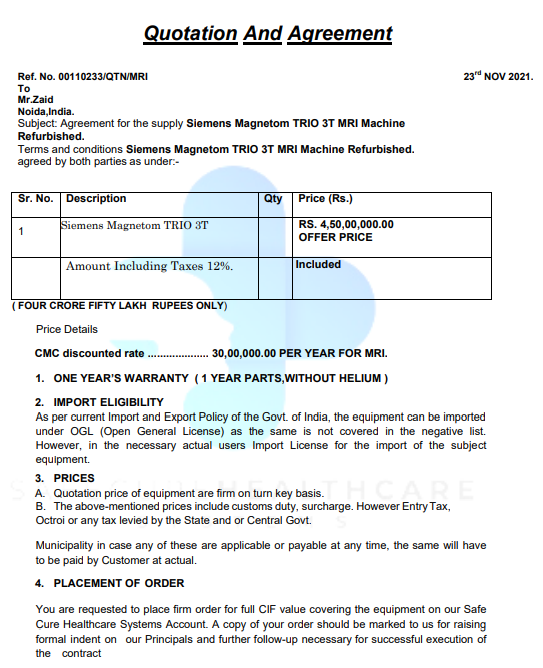 Quotation And Agreement
Ref. No. 00110233/QTN/MRI 23rd NOV 2021.
To
Mr.Zaid
Noida,India.
Subject: Agreement for the supply Siemens Magnetom TRIO 3T MRI Machine
Refurbished.
Terms and conditions Siemens Magnetom TRIO 3T MRI Machine Refurbished.
agreed by both parties as under:-
Sr. No. Description Qty Price (Rs.)
1 Siemens Magnetom TRIO 3T RS. 4,50,00,000.00
OFFER PRICE
Amount Including Taxes 12%. Included
( FOUR CRORE FIFTY LAKH RUPEES ONLY)
Price Details
CMC discounted rate .................... 30,00,000.00 PER YEAR FOR MRI.
1. ONE YEAR'S WARRANTY ( 1 YEAR PARTS,WITHOUT HELIUM )
2. IMPORT ELIGIBILITY
As per current Import and Export Policy of the Govt. of India, the equipment can be imported
under OGL (Open General License) as the same is not covered in the negative list.
However, in the necessary actual users Import License for the import of the subject
equipment.
3. PRICES
A. Quotation price of equipment are firm on turn key basis.
B. The above-mentioned prices include customs duty, surcharge. However Entry Tax,
Octroi or any tax levied by the State and or Central Govt.
Municipality in case any of these are applicable or payable at any time, the same will have
to be paid by Customer at actual.
4. PLACEMENT OF ORDER
You are requested to place firm order for full CIF value covering the equipment on our Safe
Cure Healthcare Systems Account. A copy of your order should be marked to us for raising
formal indent on our Principals and further follow-up necessary for successful execution of
the contract